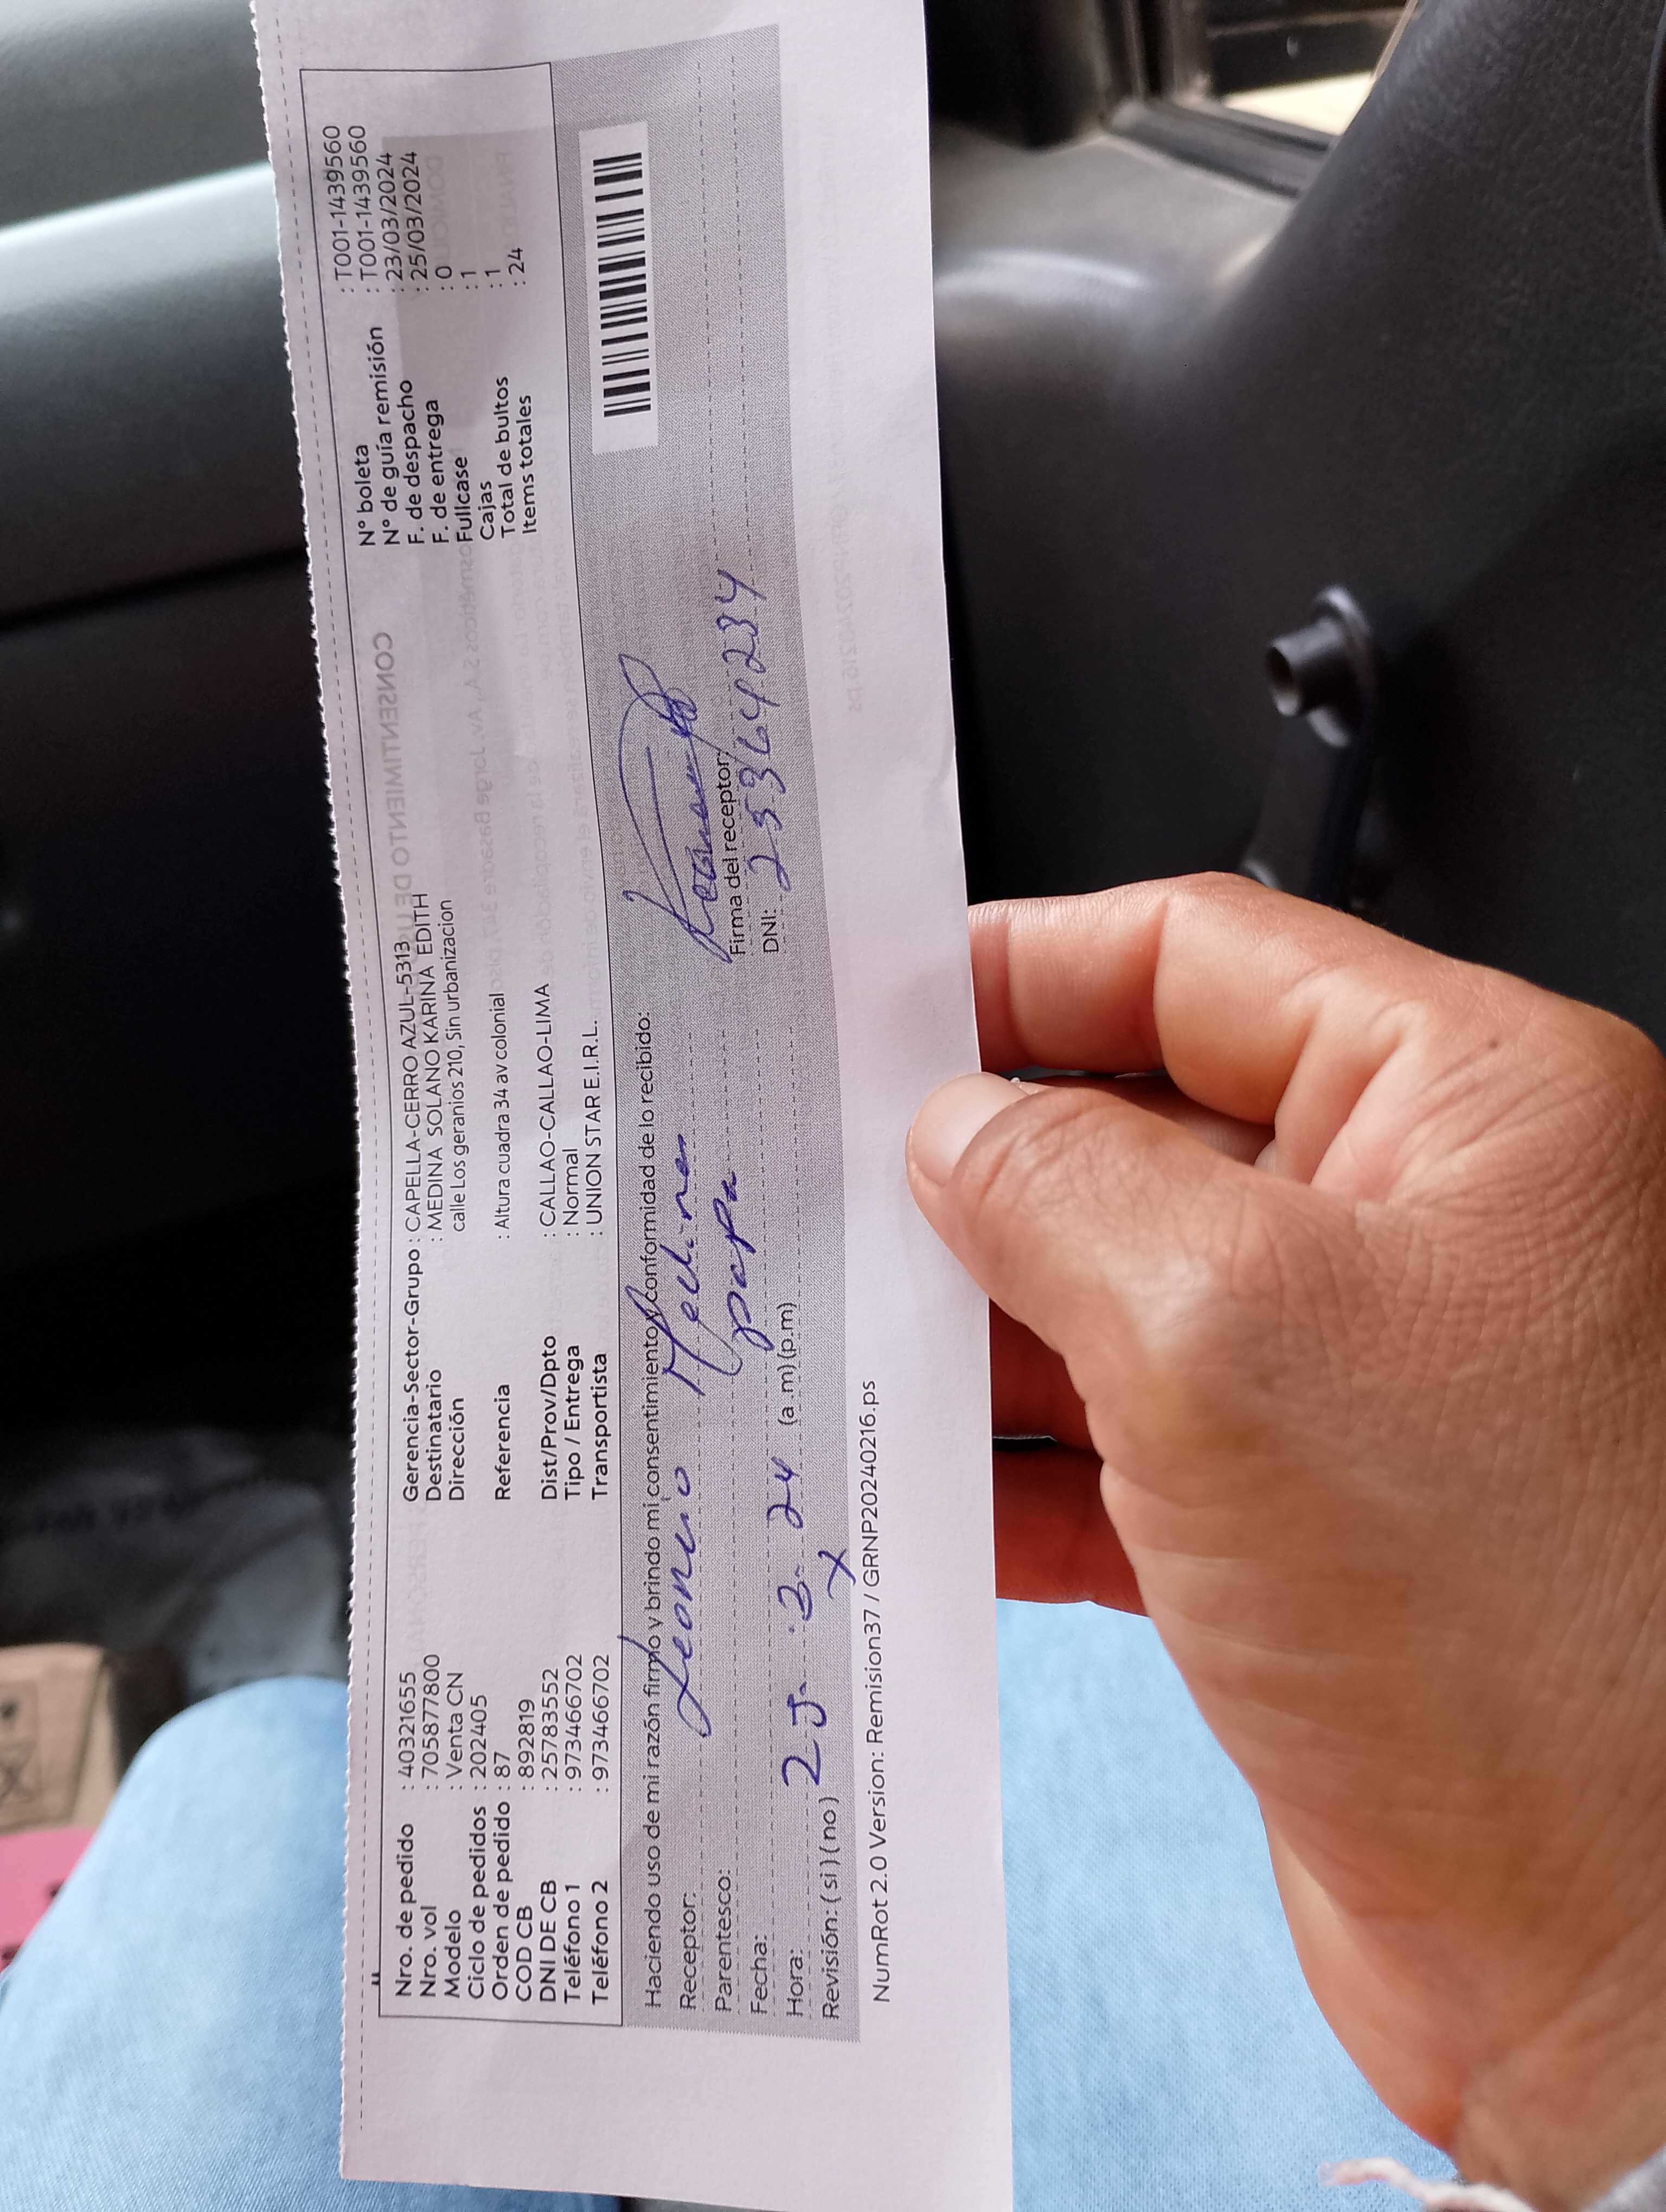 Nro. de pedido : 40321655
Nro. vol : 705877800
Modelo : Venta CN
Ciclo de pedidos : 202405
Orden de pedido : 87
COD CB : 892819
DNI DE CB : 25783552
Teléfono 1 : 973466702
Teléfono 2 : 973466702
Gerencia-Sector-Grupo : CAPELLA-CERRO AZUL-5313
Destinatario : MEDINA SOLANO KARINA EDITH
Dirección calle Los geranios 210, Sin urbanizacion
Referencia : Altura cuadra 34 av colonial
Dist/Prov/Dpto : CALLAO-CALLAO-LIMA
Tipo / Entrega : Normal
Transportista : UNION STAR E.I.R.L.
N° boleta : T001-1439560
N° de guía remisión : T001-1439560
F. de despacho : 23/03/2024
F. de entrega : 25/03/2024
Fullcase : 0
Cajas : 1
Total de bultos : 1
Items totales : 24
Haciendo uso de mi razón firmo y brindo mi consentimiento y conformidad de lo recibido:
Receptor: Leoncio Medina
Parentesco: papa
Fecha: 25 . 3 . 24
Hora: (a .m) (p.m)
Revisión: ( si ) ( no ) X
Firma del receptor:
DNI: 25364234
NumRot 2.0 Version: Remision37 / GRNP20240216.ps